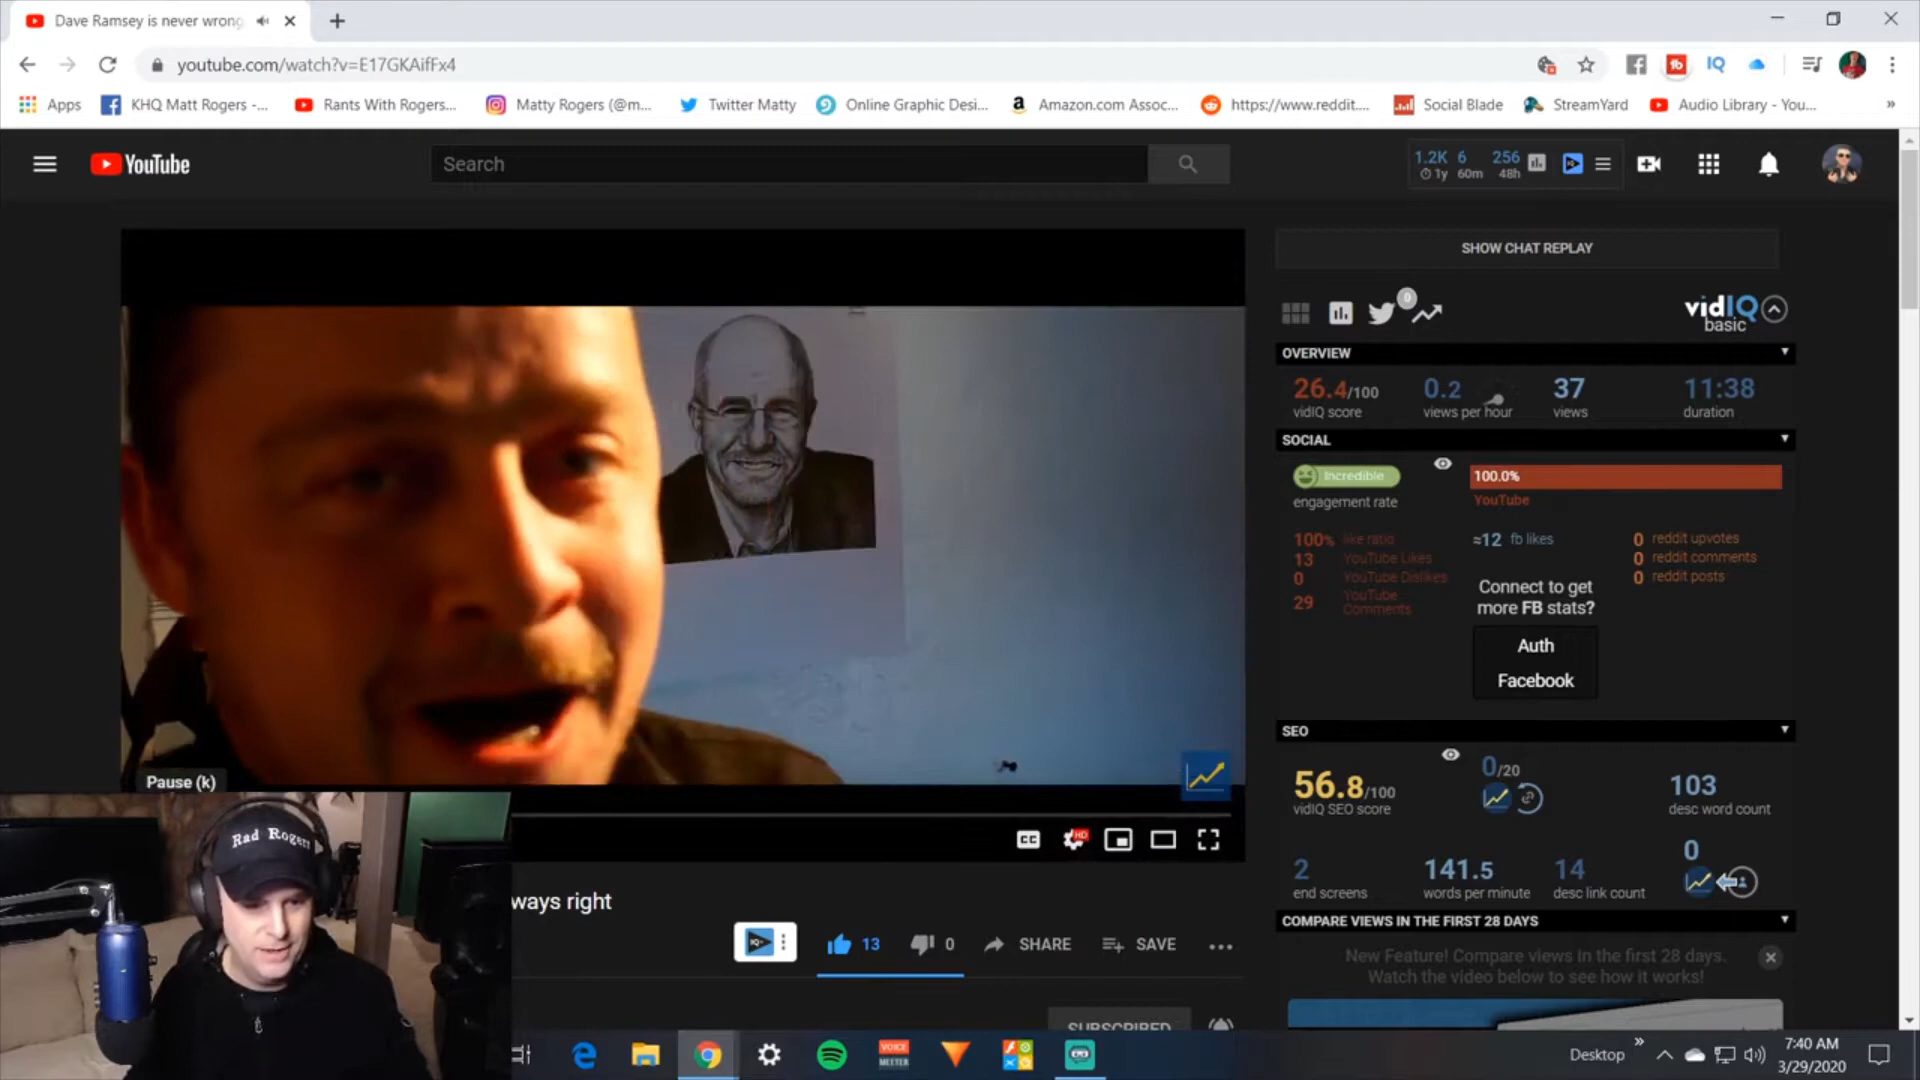 Dave Ramsey is never wrong
youtube.com/watch?v=E17GKAifFx4
Apps
KHQ Matt Rogers -...
Rants With Rogers...
Matty Rogers (@m...
Twitter Matty
Online Graphic Desi...
Amazon.com Assoc...
https://www.reddit....
Social Blade
StreamYard
Audio Library - You...
»
YouTube
Search
1.2K 6 256
1y 60m 48h
SHOW CHAT REPLAY
0
vidIQ
basic
OVERVIEW
26.4/100 0.2 37 11:38
vidIQ score views per hour views duration
SOCIAL
Incredible
engagement rate
100.0%
YouTube
100% like ratio
13 YouTube Likes
0 YouTube Dislikes
29 YouTube
Comments
≈12 fb likes
0 reddit upvotes
0 reddit comments
0 reddit posts
Connect to get
more FB stats?
Auth
Facebook
SEO
56.8/100
vidIQ SEO score
0/20
103
desc word count
2
end screens
141.5
words per minute
14
desc link count
0
COMPARE VIEWS IN THE FIRST 28 DAYS
New Feature! Compare views in the first 28 days.
Watch the video below to see how it works!
Pause (k)
CC
HD
Rad Rogers
ways right
IQ
13
0
SHARE
SAVE
SUBSCRIBED
VOICE
MEETER
Desktop
»
7:40 AM
3/29/2020